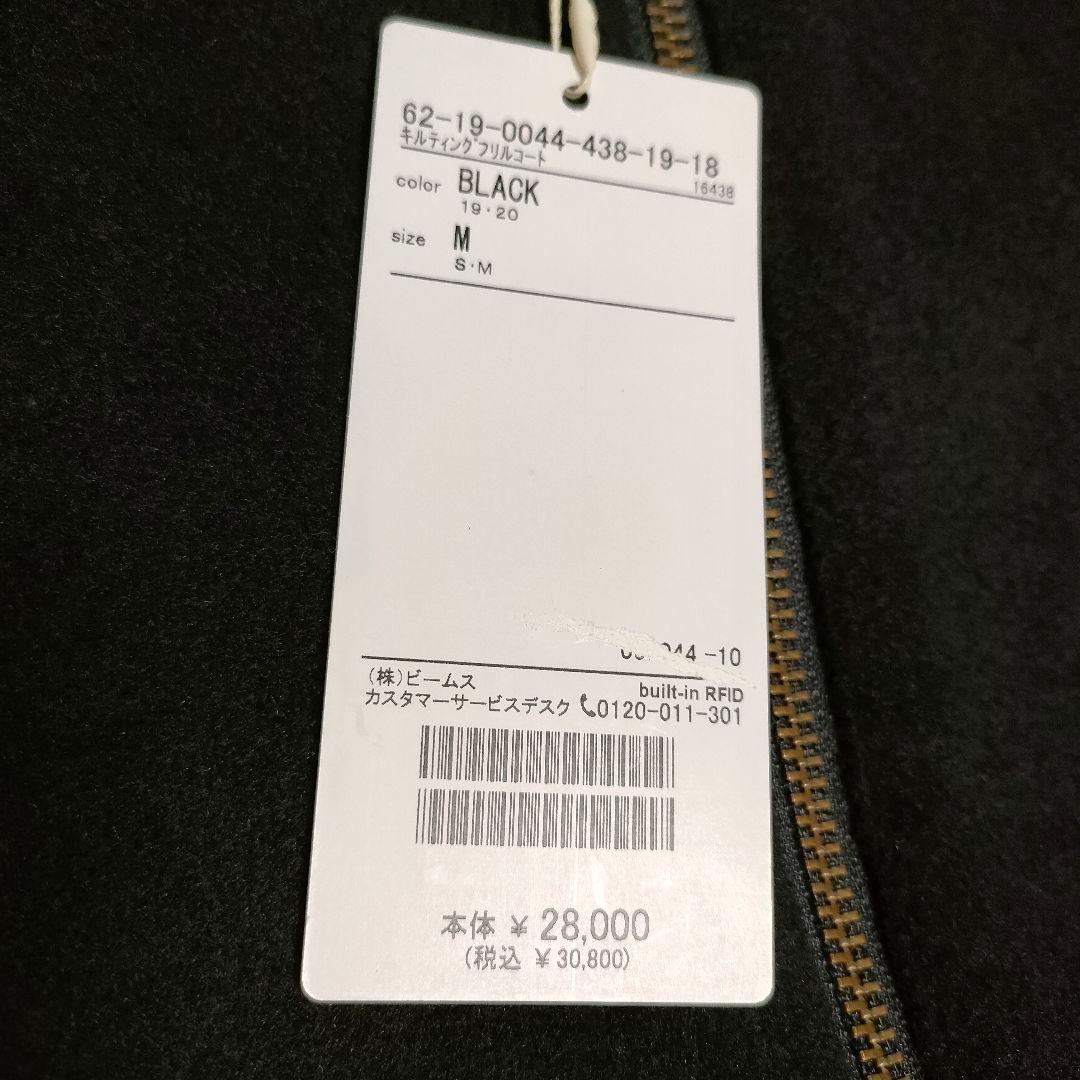 62-19-0044-438-19-18
キルティングフリルコート
16438
color BLACK
19・20
size M
S・M
44 -10
(株)ビームス
built-in RFID
カスタマーサービスデスク 0120-011-301
本体 ¥ 28,000
(税込 ¥ 30,800)